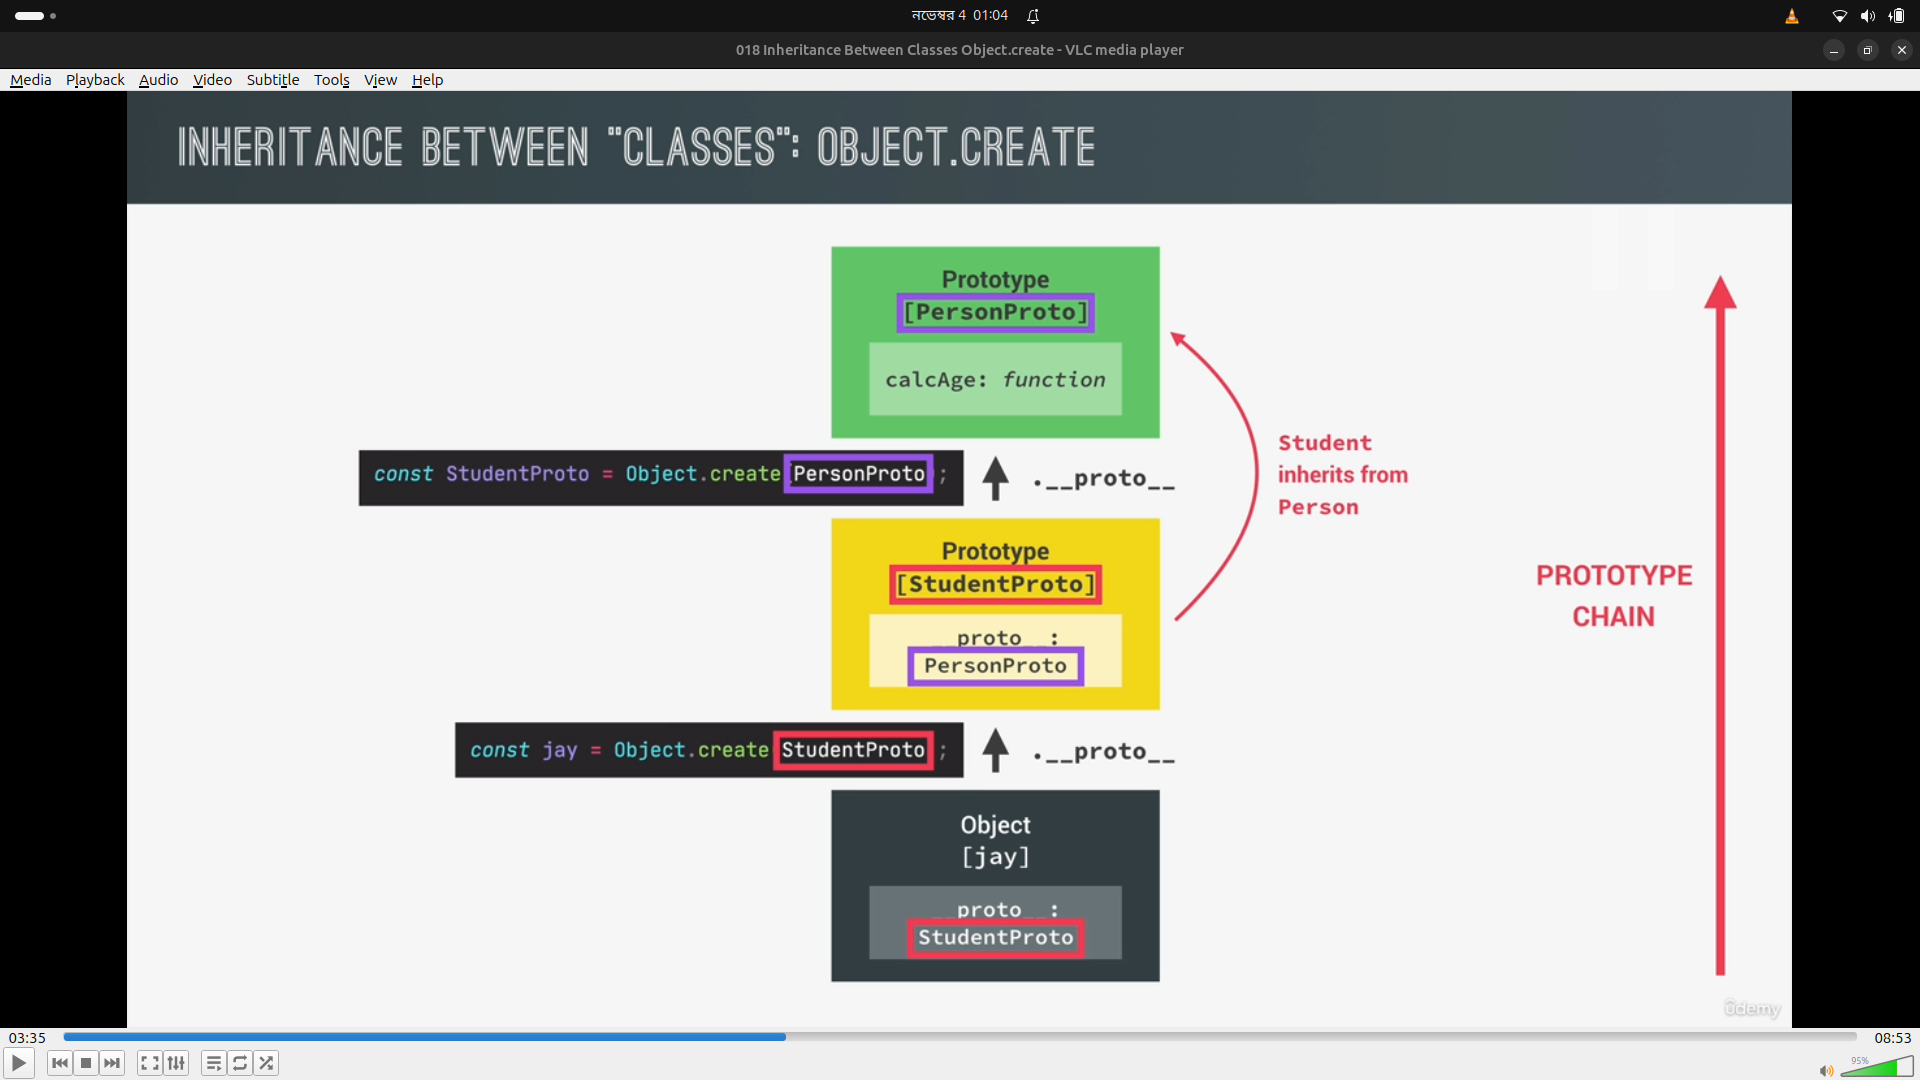 নভেম্বর 4 01:04
018 Inheritance Between Classes Object.create - VLC media player
Media Playback Audio Video Subtitle Tools View Help
INHERITANCE BETWEEN "CLASSES": OBJECT.CREATE
Prototype
[PersonProto]
calcAge: function
const StudentProto = Object.create(PersonProto);
.__proto__
Student
inherits from
Person
Prototype
[StudentProto]
__proto__:
PersonProto
PROTOTYPE
CHAIN
const jay = Object.create(StudentProto);
.__proto__
Object
[jay]
__proto__:
StudentProto
ûdemy
03:35
08:53
95%